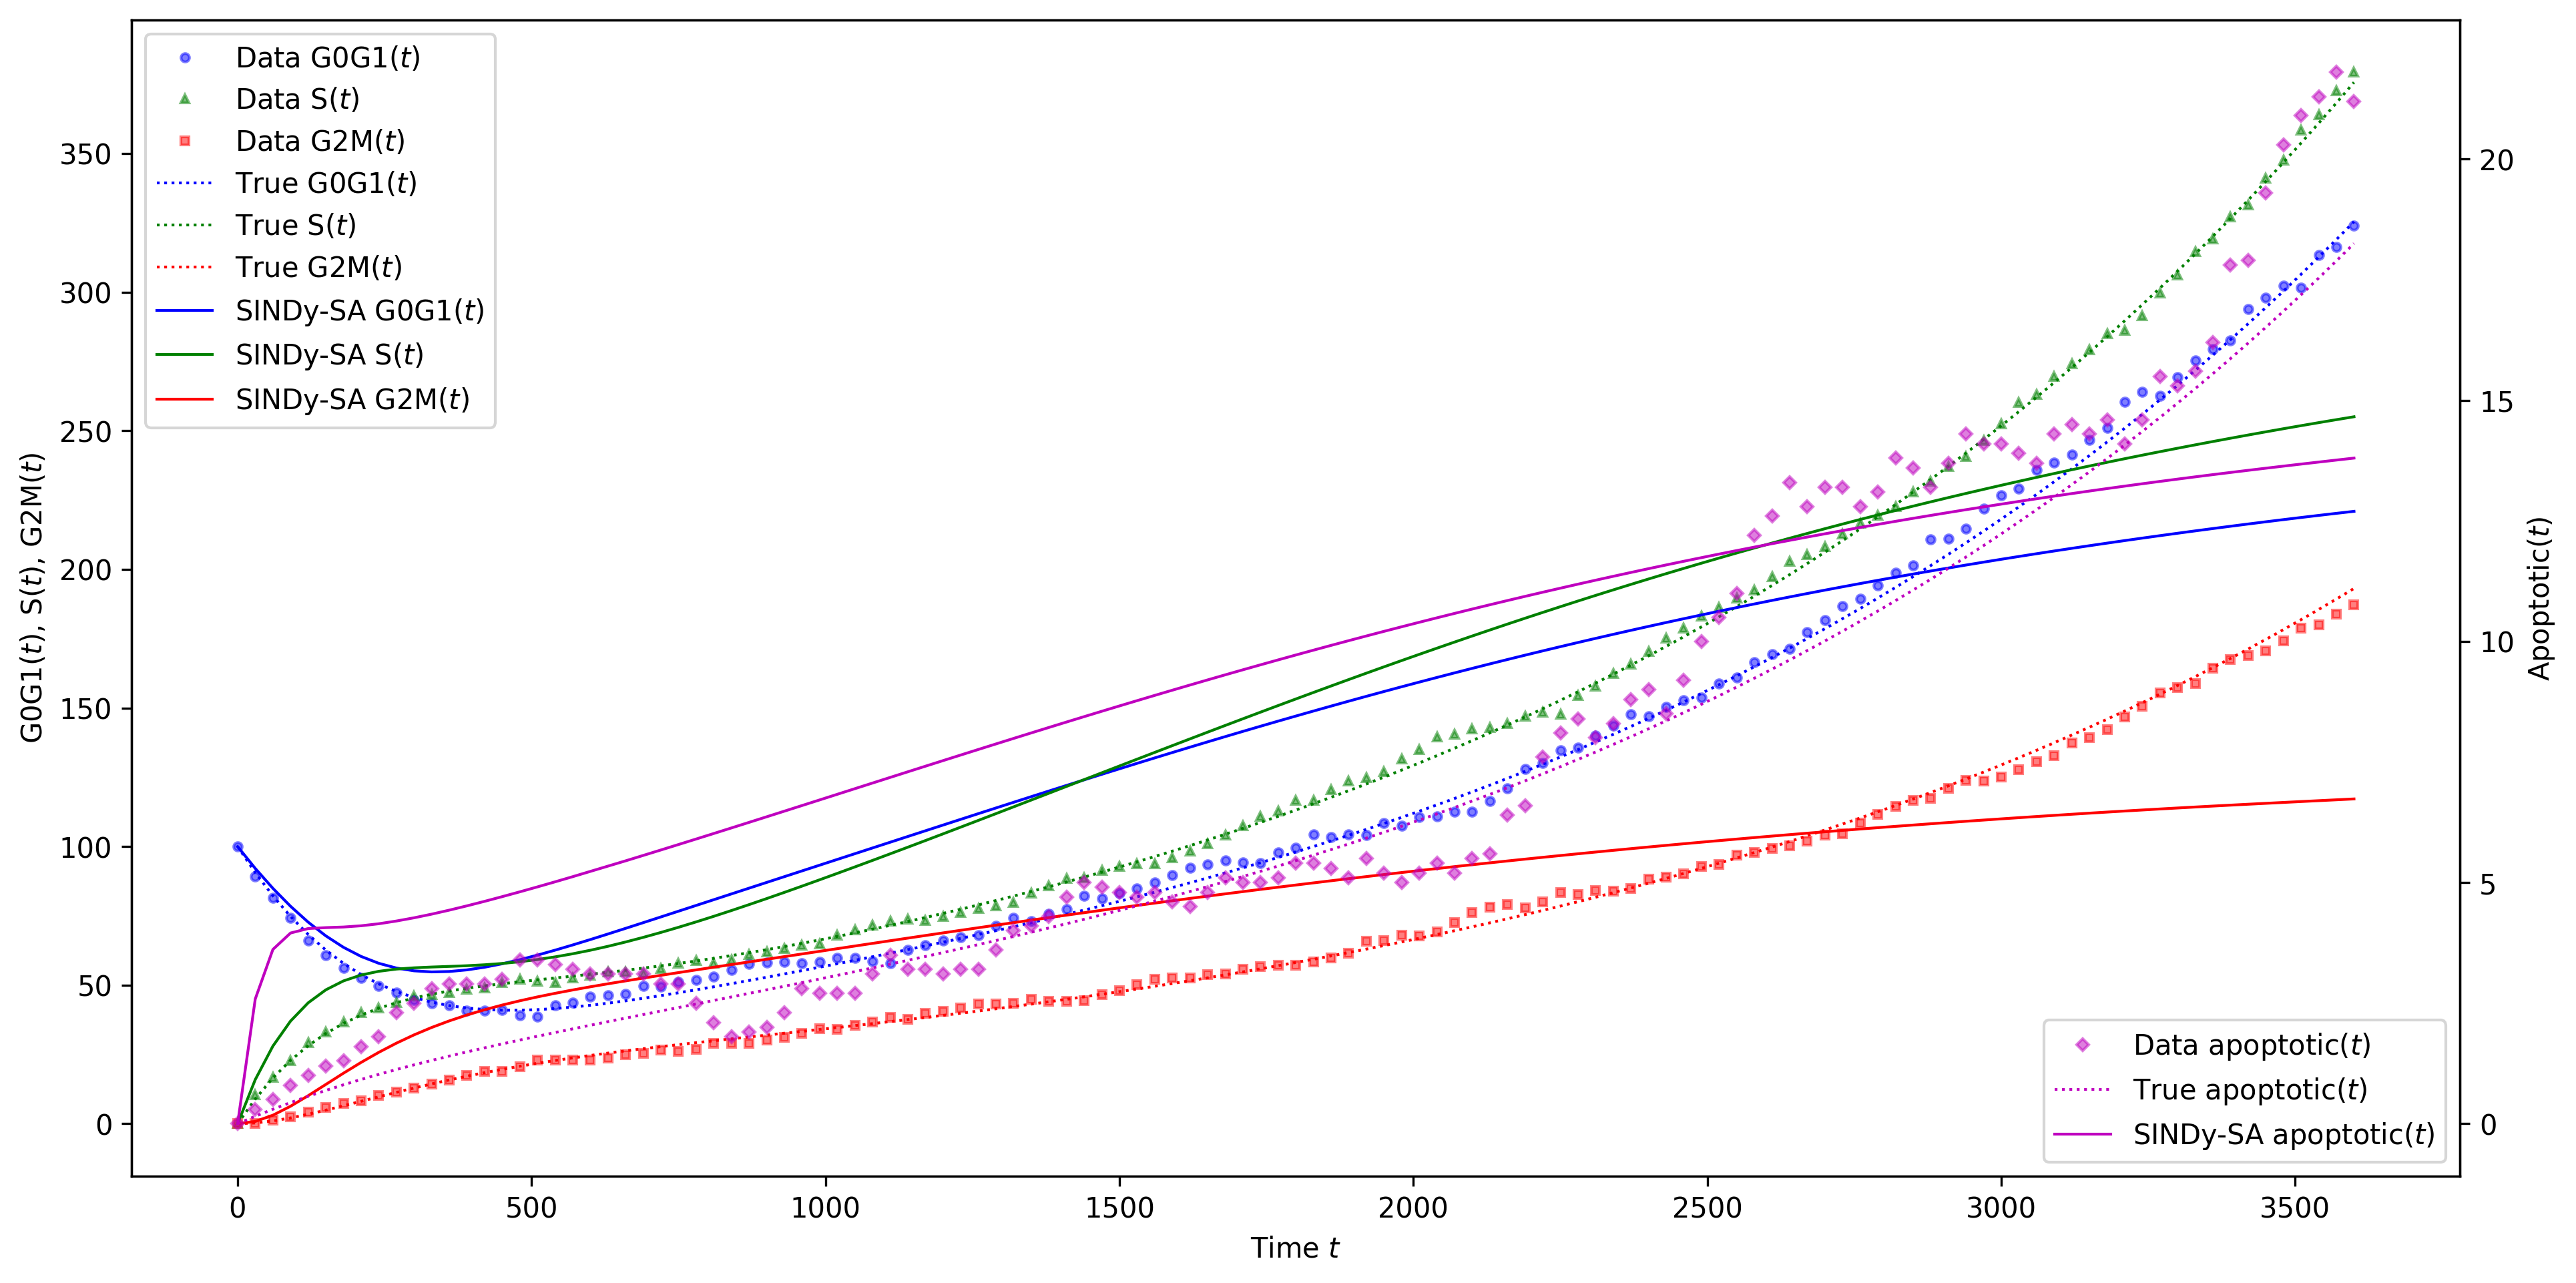 Data G0G1(t)
Data S(t)
Data G2M(t)
True G0G1(t)
True S(t)
True G2M(t)
SINDy-SA G0G1(t)
SINDy-SA S(t)
SINDy-SA G2M(t)
350
300
250
200
150
100
50
0
G0G1(t), S(t), G2M(t)
20
15
10
5
0
Apoptotic(t)
Data apoptotic(t)
True apoptotic(t)
SINDy-SA apoptotic(t)
0 500 1000 1500 2000 2500 3000 3500
Time t